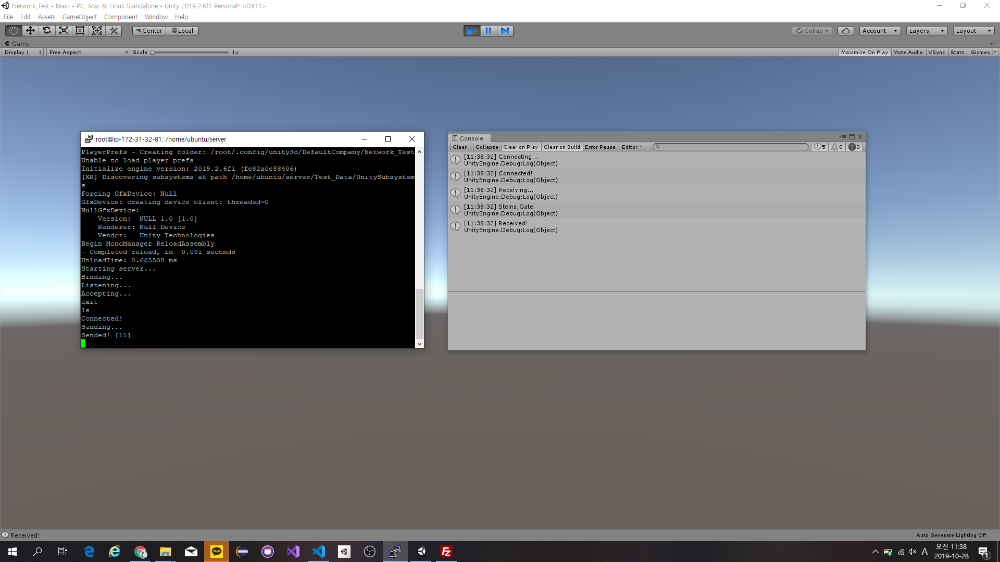 Network_Test - Main - PC, Mac & Linux Standalone - Unity 2019.2.6f1 Personal* <DX11>
File Edit Assets GameObject Component Window Help
Center Local Collab Account Layers Layout
Game
Display 1 Free Aspect Scale 1x Maximize On Play Mute Audio VSync Stats Gizmos
root@ip-172-31-32-81: /home/ubuntu/server
PlayerPrefs - Creating folder: /root/.config/unity3d/DefaultCompany/Network_Test
Unable to load player prefs
Initialize engine version: 2019.2.6f1 (fe82a0e88406)
[XR] Discovering subsystems at path /home/ubuntu/server/Test_Data/UnitySubsystem
s
Forcing GfxDevice: Null
GfxDevice: creating device client; threaded=0
NullGfxDevice:
Version: NULL 1.0 [1.0]
Renderer: Null Device
Vendor: Unity Technologies
Begin MonoManager ReloadAssembly
- Completed reload, in 0.091 seconds
UnloadTime: 0.665508 ms
Starting server...
Binding...
Listening...
Accepting...
exit
ls
Connected!
Sending...
Sended! [11]
Console
Clear Collapse Clear on Play Clear on Build Error Pause Editor 5 0 0
[11:38:32] Connecting...
UnityEngine.Debug:Log(Object)
[11:38:32] Connected!
UnityEngine.Debug:Log(Object)
[11:38:32] Receiving...
UnityEngine.Debug:Log(Object)
[11:38:32] Steins;Gate
UnityEngine.Debug:Log(Object)
[11:38:32] Received!
UnityEngine.Debug:Log(Object)
Received!
Auto Generate Lighting Off
TALK
Fz
A
오전 11:38
2019-10-28
1